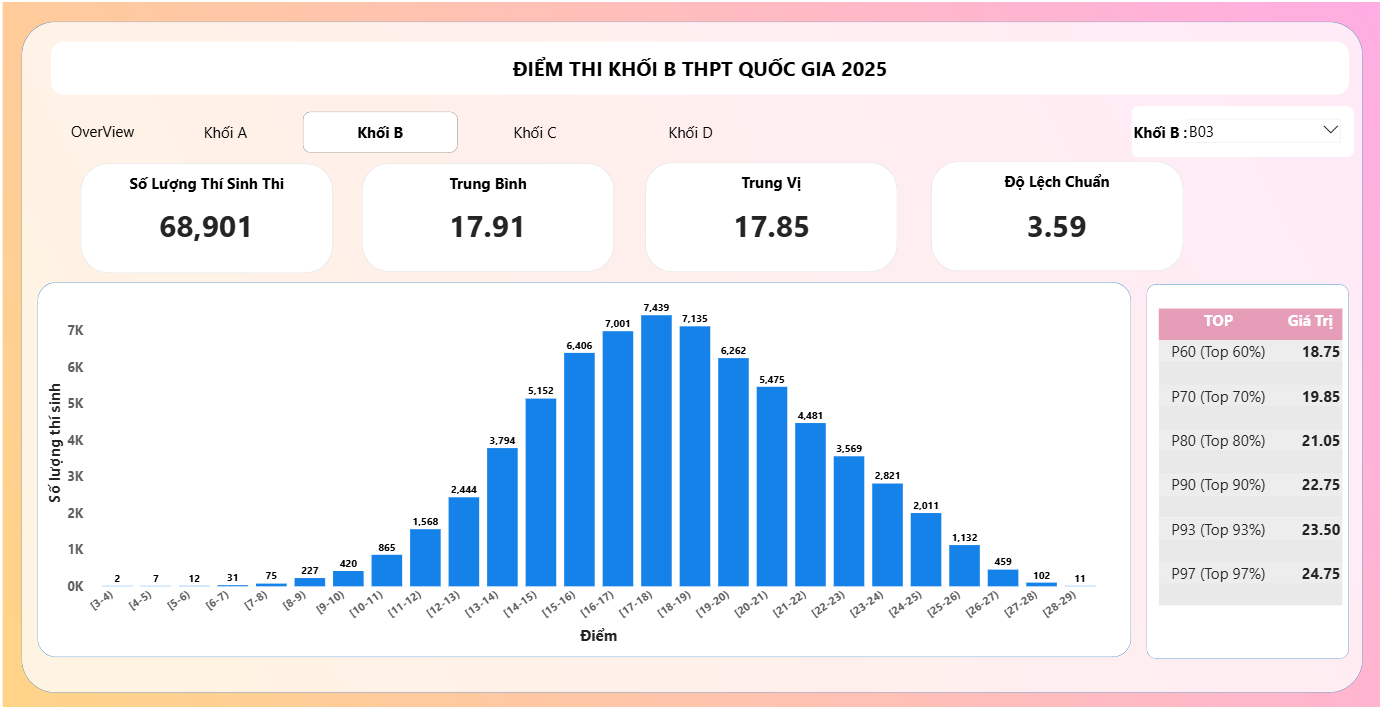 ĐIỂM THI KHỐI B THPT QUỐC GIA 2025
OverView
Khối A
Khối B
Khối C
Khối D
Khối B : B03
Số Lượng Thí Sinh Thi
68,901
Trung Bình
17.91
Trung Vị
17.85
Độ Lệch Chuẩn
3.59
Số lượng thí sinh
7K
6K
5K
4K
3K
2K
1K
0K
2
7
12
31
75
227
420
865
1,568
2,444
3,794
5,152
6,406
7,001
7,439
7,135
6,262
5,475
4,481
3,569
2,821
2,011
1,132
459
102
11
[3-4)
[4-5)
[5-6)
[6-7)
[7-8)
[8-9)
[9-10)
[10-11)
[11-12)
[12-13)
[13-14)
[14-15)
[15-16)
[16-17)
[17-18)
[18-19)
[19-20)
[20-21)
[21-22)
[22-23)
[23-24)
[24-25)
[25-26)
[26-27)
[27-28)
[28-29)
Điểm
TOP Giá Trị
P60 (Top 60%) 18.75
P70 (Top 70%) 19.85
P80 (Top 80%) 21.05
P90 (Top 90%) 22.75
P93 (Top 93%) 23.50
P97 (Top 97%) 24.75